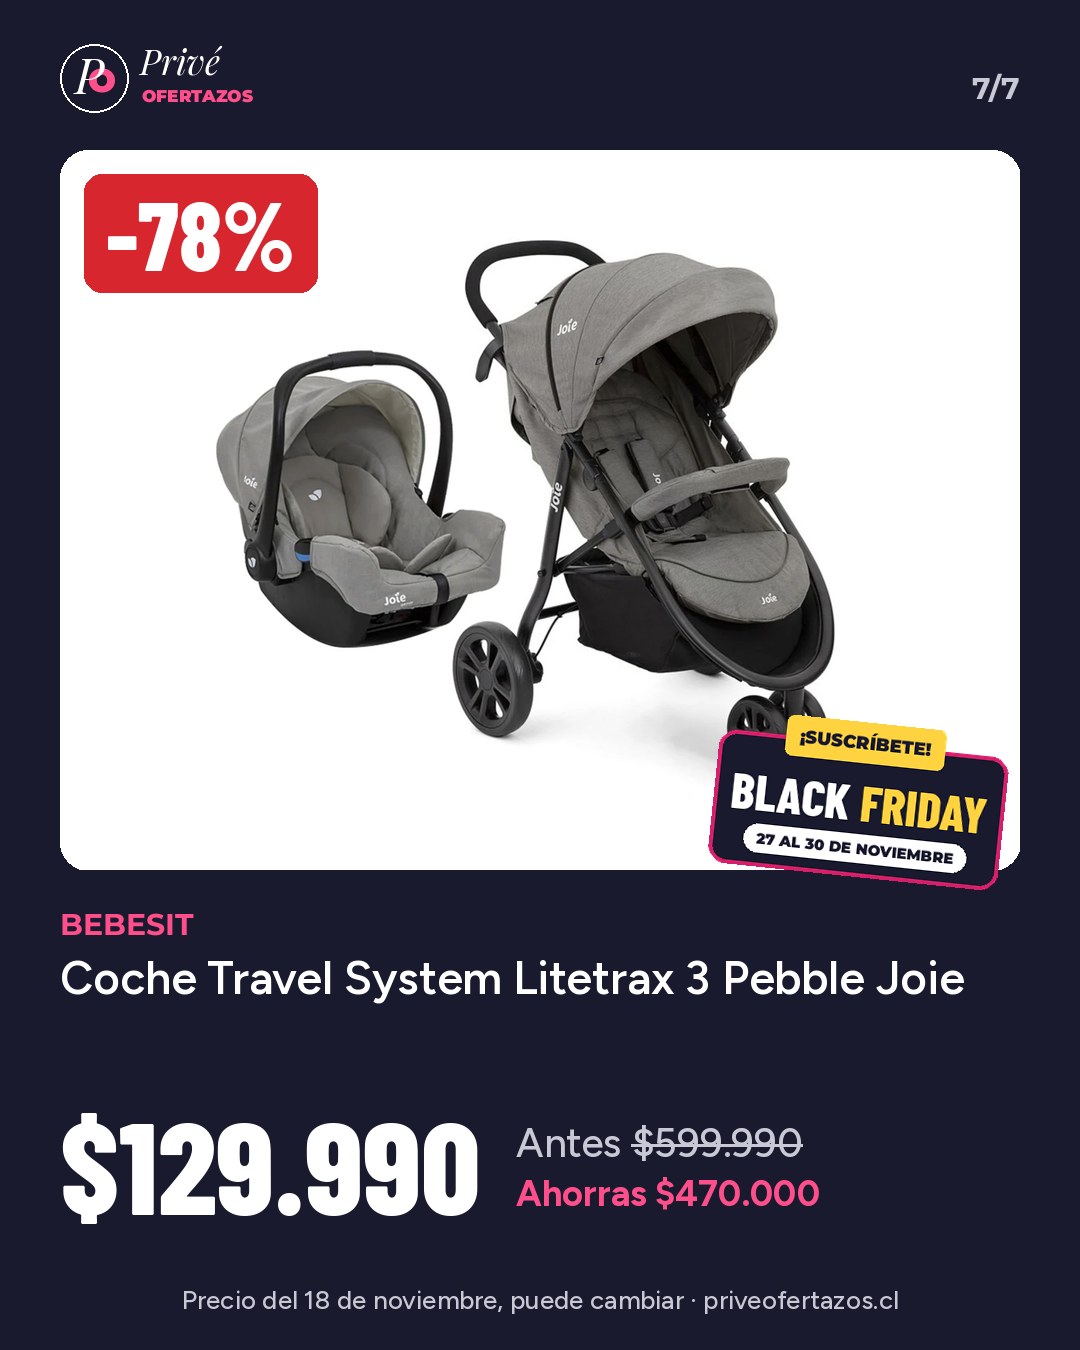 Privé
OFERTAZOS
7/7
-78%
Joie
Joie
Joie
Joie
Joie
¡SUSCRÍBETE!
BLACK FRIDAY
27 AL 30 DE NOVIEMBRE
BEBESIT
Coche Travel System Litetrax 3 Pebble Joie
$129.990
Antes $599.990
Ahorras $470.000
Precio del 18 de noviembre, puede cambiar · priveofertazos.cl